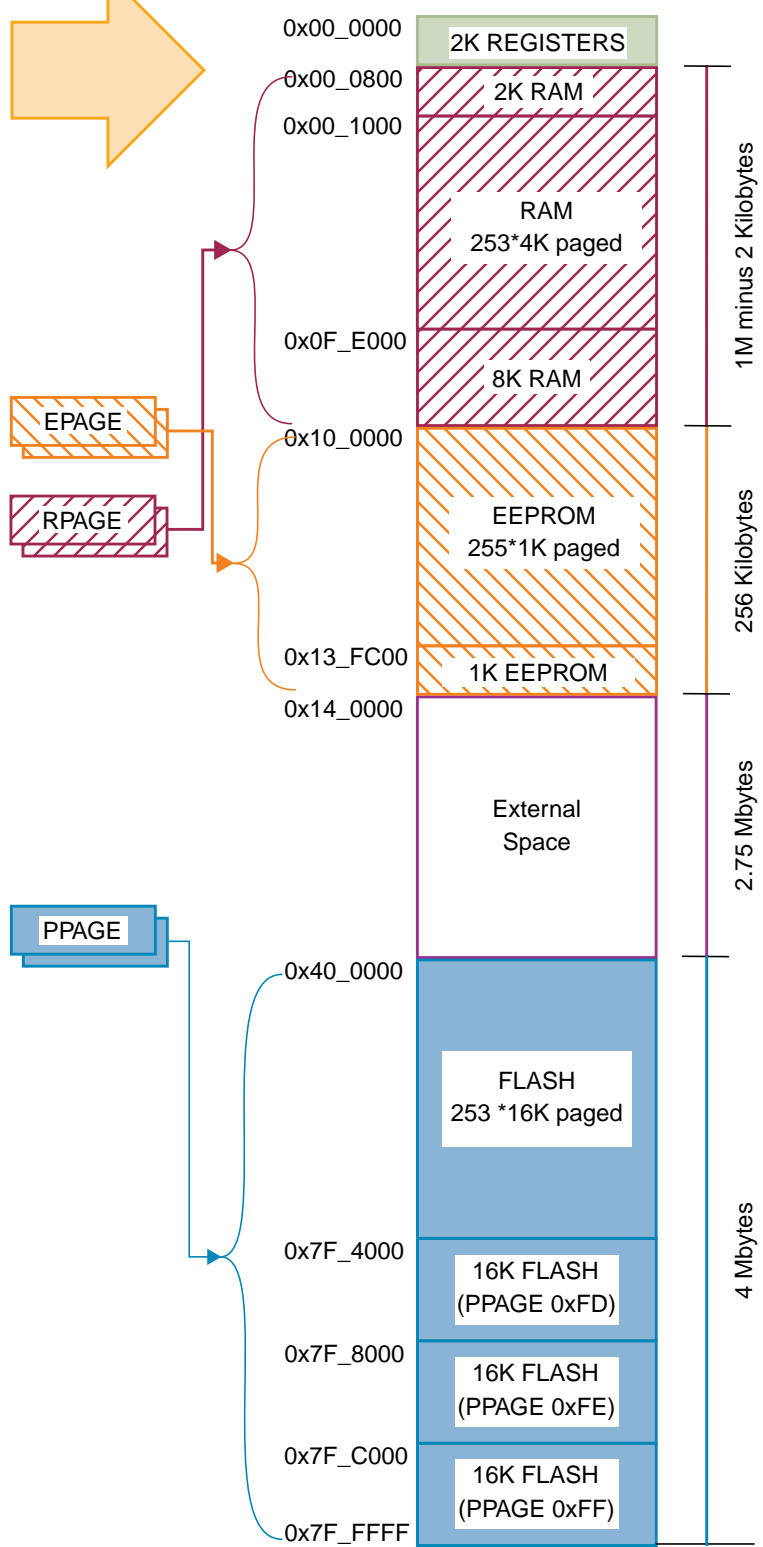 0x00_0000
2K REGISTERS
0x00_0800
2K RAM
0x00_1000
RAM
253*4K paged
1M minus 2 Kilobytes
0x0F_E000
8K RAM
EPAGE
0x10_0000
RPAGE
EEPROM
255*1K paged
256 Kilobytes
0x13_FC00
1K EEPROM
0x14_0000
External
Space
2.75 Mbytes
PPAGE
0x40_0000
FLASH
253 *16K paged
4 Mbytes
0x7F_4000
16K FLASH
(PPAGE 0xFD)
0x7F_8000
16K FLASH
(PPAGE 0xFE)
0x7F_C000
16K FLASH
(PPAGE 0xFF)
0x7F_FFFF